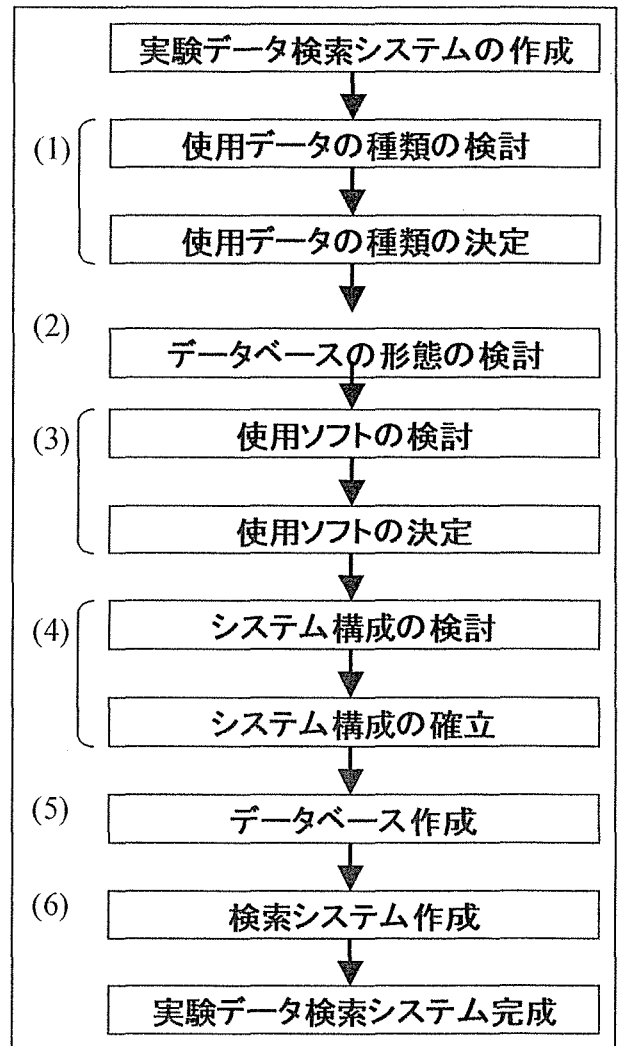 実験データ検索システムの作成
(1)
使用データの種類の検討
使用データの種類の決定
(2)
データベースの形態の検討
(3)
使用ソフトの検討
使用ソフトの決定
(4)
システム構成の検討
システム構成の確立
(5)
データベース作成
(6)
検索システム作成
実験データ検索システム完成